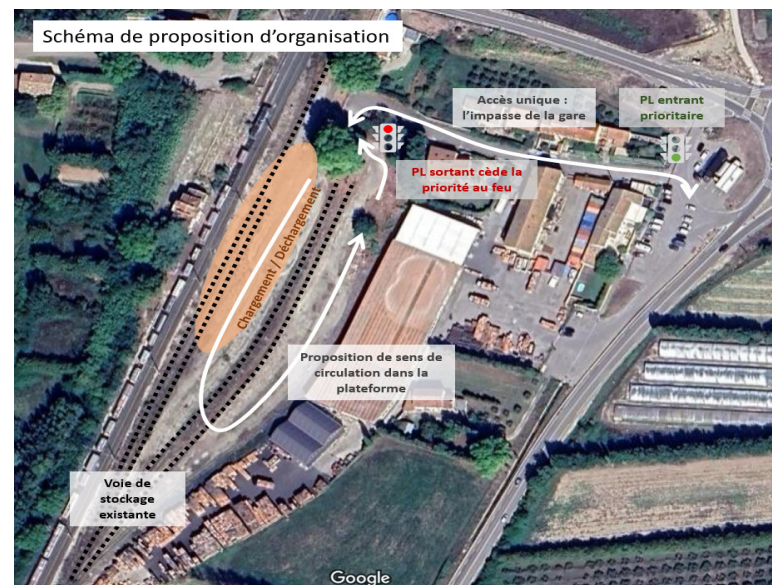 Schéma de proposition d'organisation
Accès unique :
l'impasse de la gare
PL entrant
prioritaire
PL sortant cède la
priorité au feu
Chargement / Déchargement
Proposition de sens de
circulation dans la
plateforme
Voie de
stockage
existante
Google